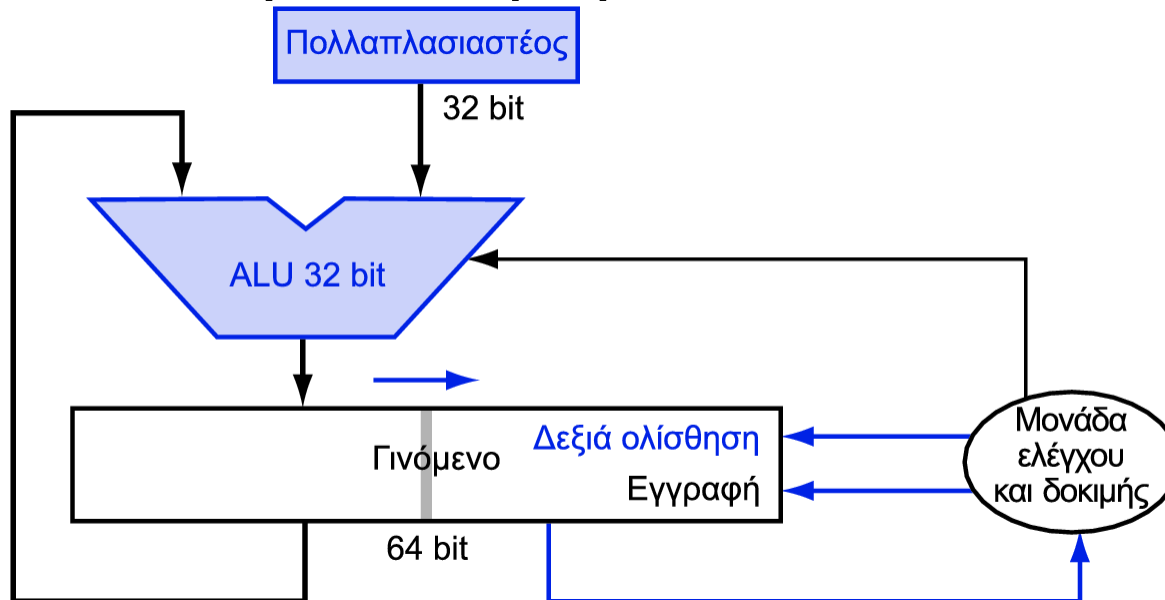 Πολλαπλασιαστέος
32 bit
ALU 32 bit
Γινόμενο
Δεξιά ολίσθηση
Εγγραφή
64 bit
Μονάδα
ελέγχου
και δοκιμής